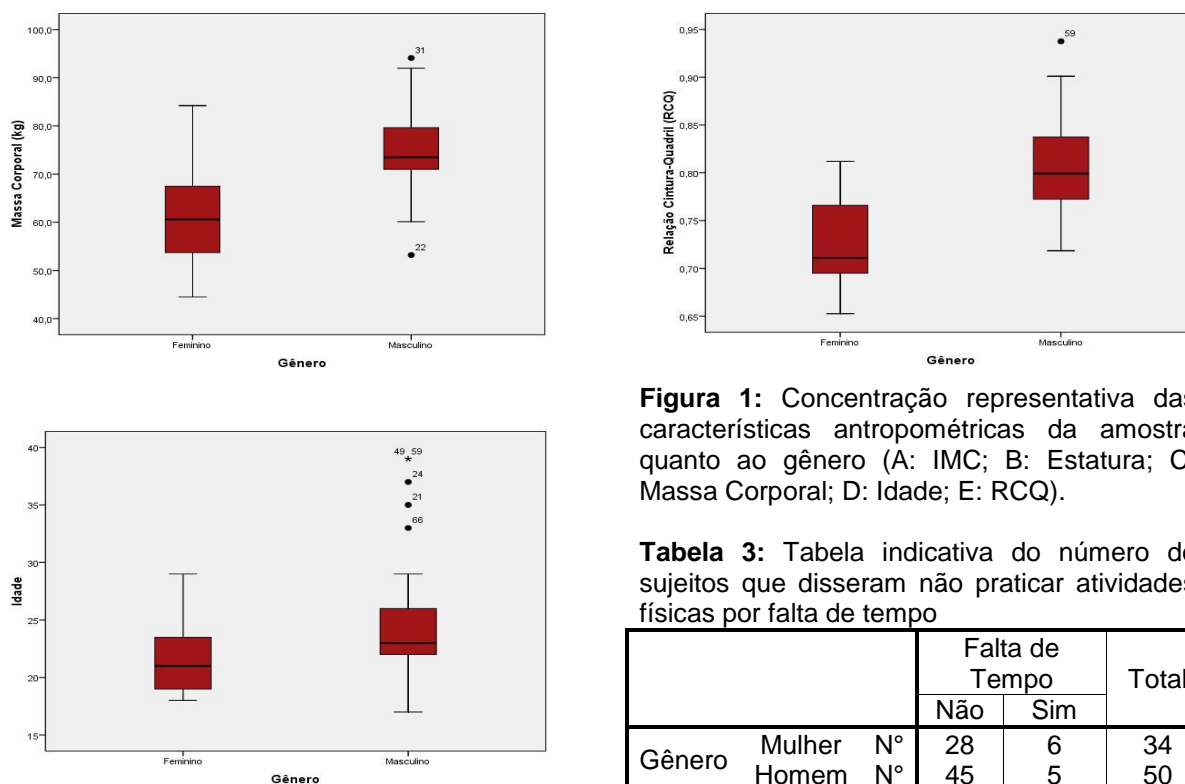 100,0
90,0
80,0
70,0
60,0
50,0
40,0
Massa Corporal (kg)
31
22
Feminino Masculino
Gênero
40
35
30
25
20
15
Idade
49 59
24
21
66
Feminino Masculino
Gênero
0,95
0,90
0,85
0,80
0,75
0,70
0,65
Relação Cintura-Quadril (RCQ)
59
Feminino Masculino
Gênero
Figura 1: Concentração representativa das
características antropométricas da amostra
quanto ao gênero (A: IMC; B: Estatura; C
Massa Corporal; D: Idade; E: RCQ).
Tabela 3: Tabela indicativa do número de
sujeitos que disseram não praticar atividades
físicas por falta de tempo
Falta de
Tempo
Total
Não Sim
Gênero
Mulher N° 28 6 34
Homem N° 45 5 50